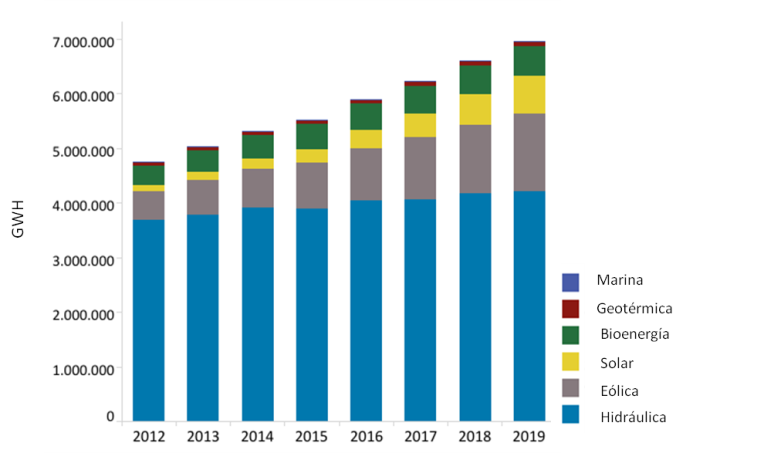 7.000.000
6.000.000
5.000.000
4.000.000
3.000.000
2.000.000
1.000.000
0
GWH
2012 2013 2014 2015 2016 2017 2018 2019
Marina
Geotérmica
Bioenergía
Solar
Eólica
Hidráulica